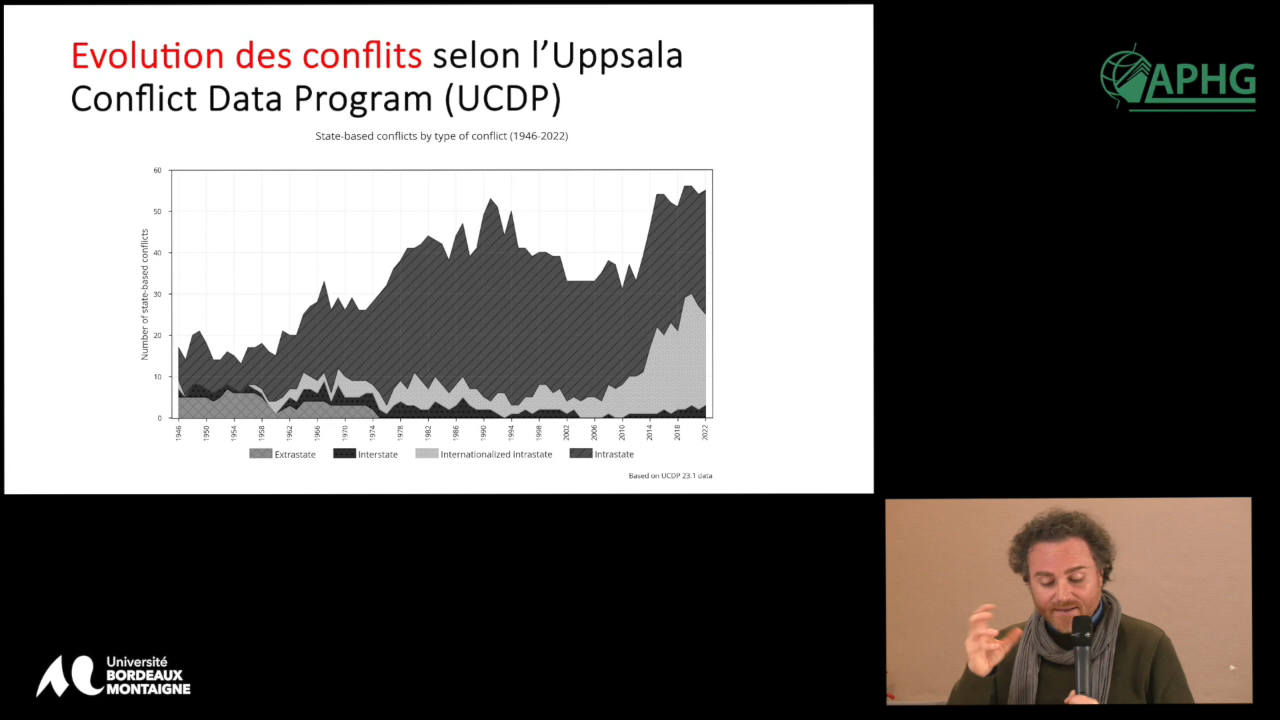 Evolution des conflits selon l'Uppsala
Conflict Data Program (UCDP)
State-based conflicts by type of conflict (1946-2022)
Number of state-based conflicts
60
50
40
30
20
10
0
1946
1950
1954
1958
1962
1966
1970
1974
1978
1982
1986
1990
1994
1998
2002
2006
2010
2014
2018
2022
Extrastate
Interstate
Internationalized intrastate
Intrastate
Based on UCDP 23.1 data
APHG
Université
BORDEAUX
MONTAIGNE